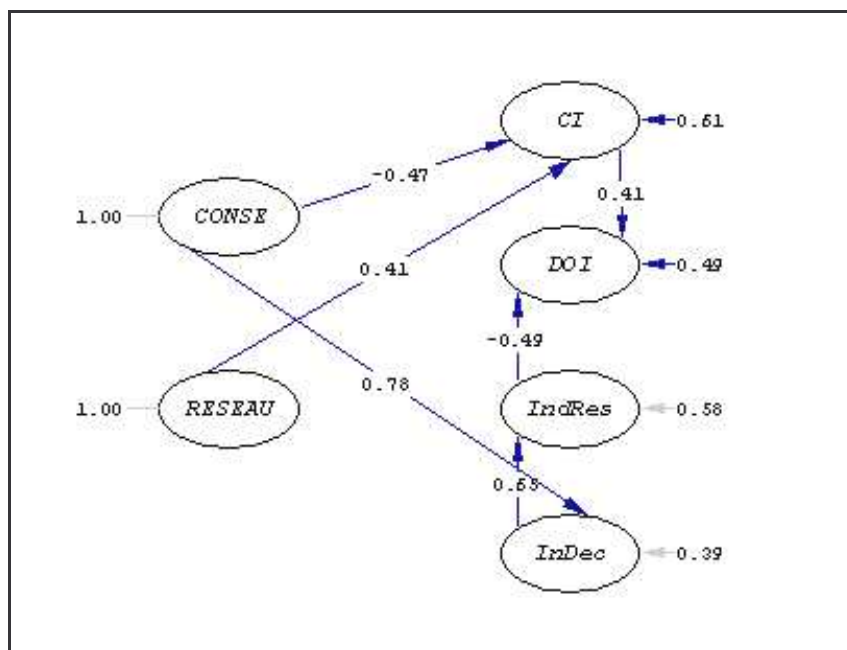 CI
0.61
-0.47
1.00
CONSE
0.41
DOI
0.49
0.41
-0.49
0.78
1.00
RESEAU
IndRes
0.58
0.65
InDec
0.39